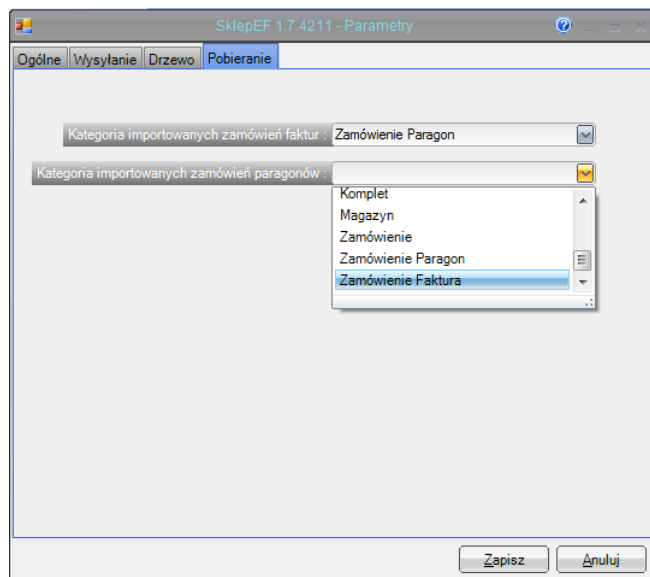 SklepEF 1.7.4211 - Parametry
Ogólne Wysyłanie Drzewo Pobieranie
Kategoria importowanych zamówień faktur : Zamówienie Paragon
Kategoria importowanych zamówień paragonów :
Komplet
Magazyn
Zamówienie
Zamówienie Paragon
Zamówienie Faktura
Zapisz Anuluj